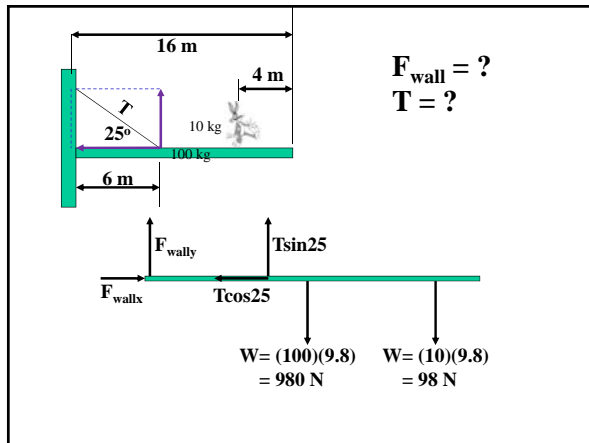 16 m
4 m
F_wall = ?
T = ?
T
10 kg
25º
100 kg
6 m
F_wally
Tsin25
F_wallx
Tcos25
W= (100)(9.8)
= 980 N
W= (10)(9.8)
= 98 N